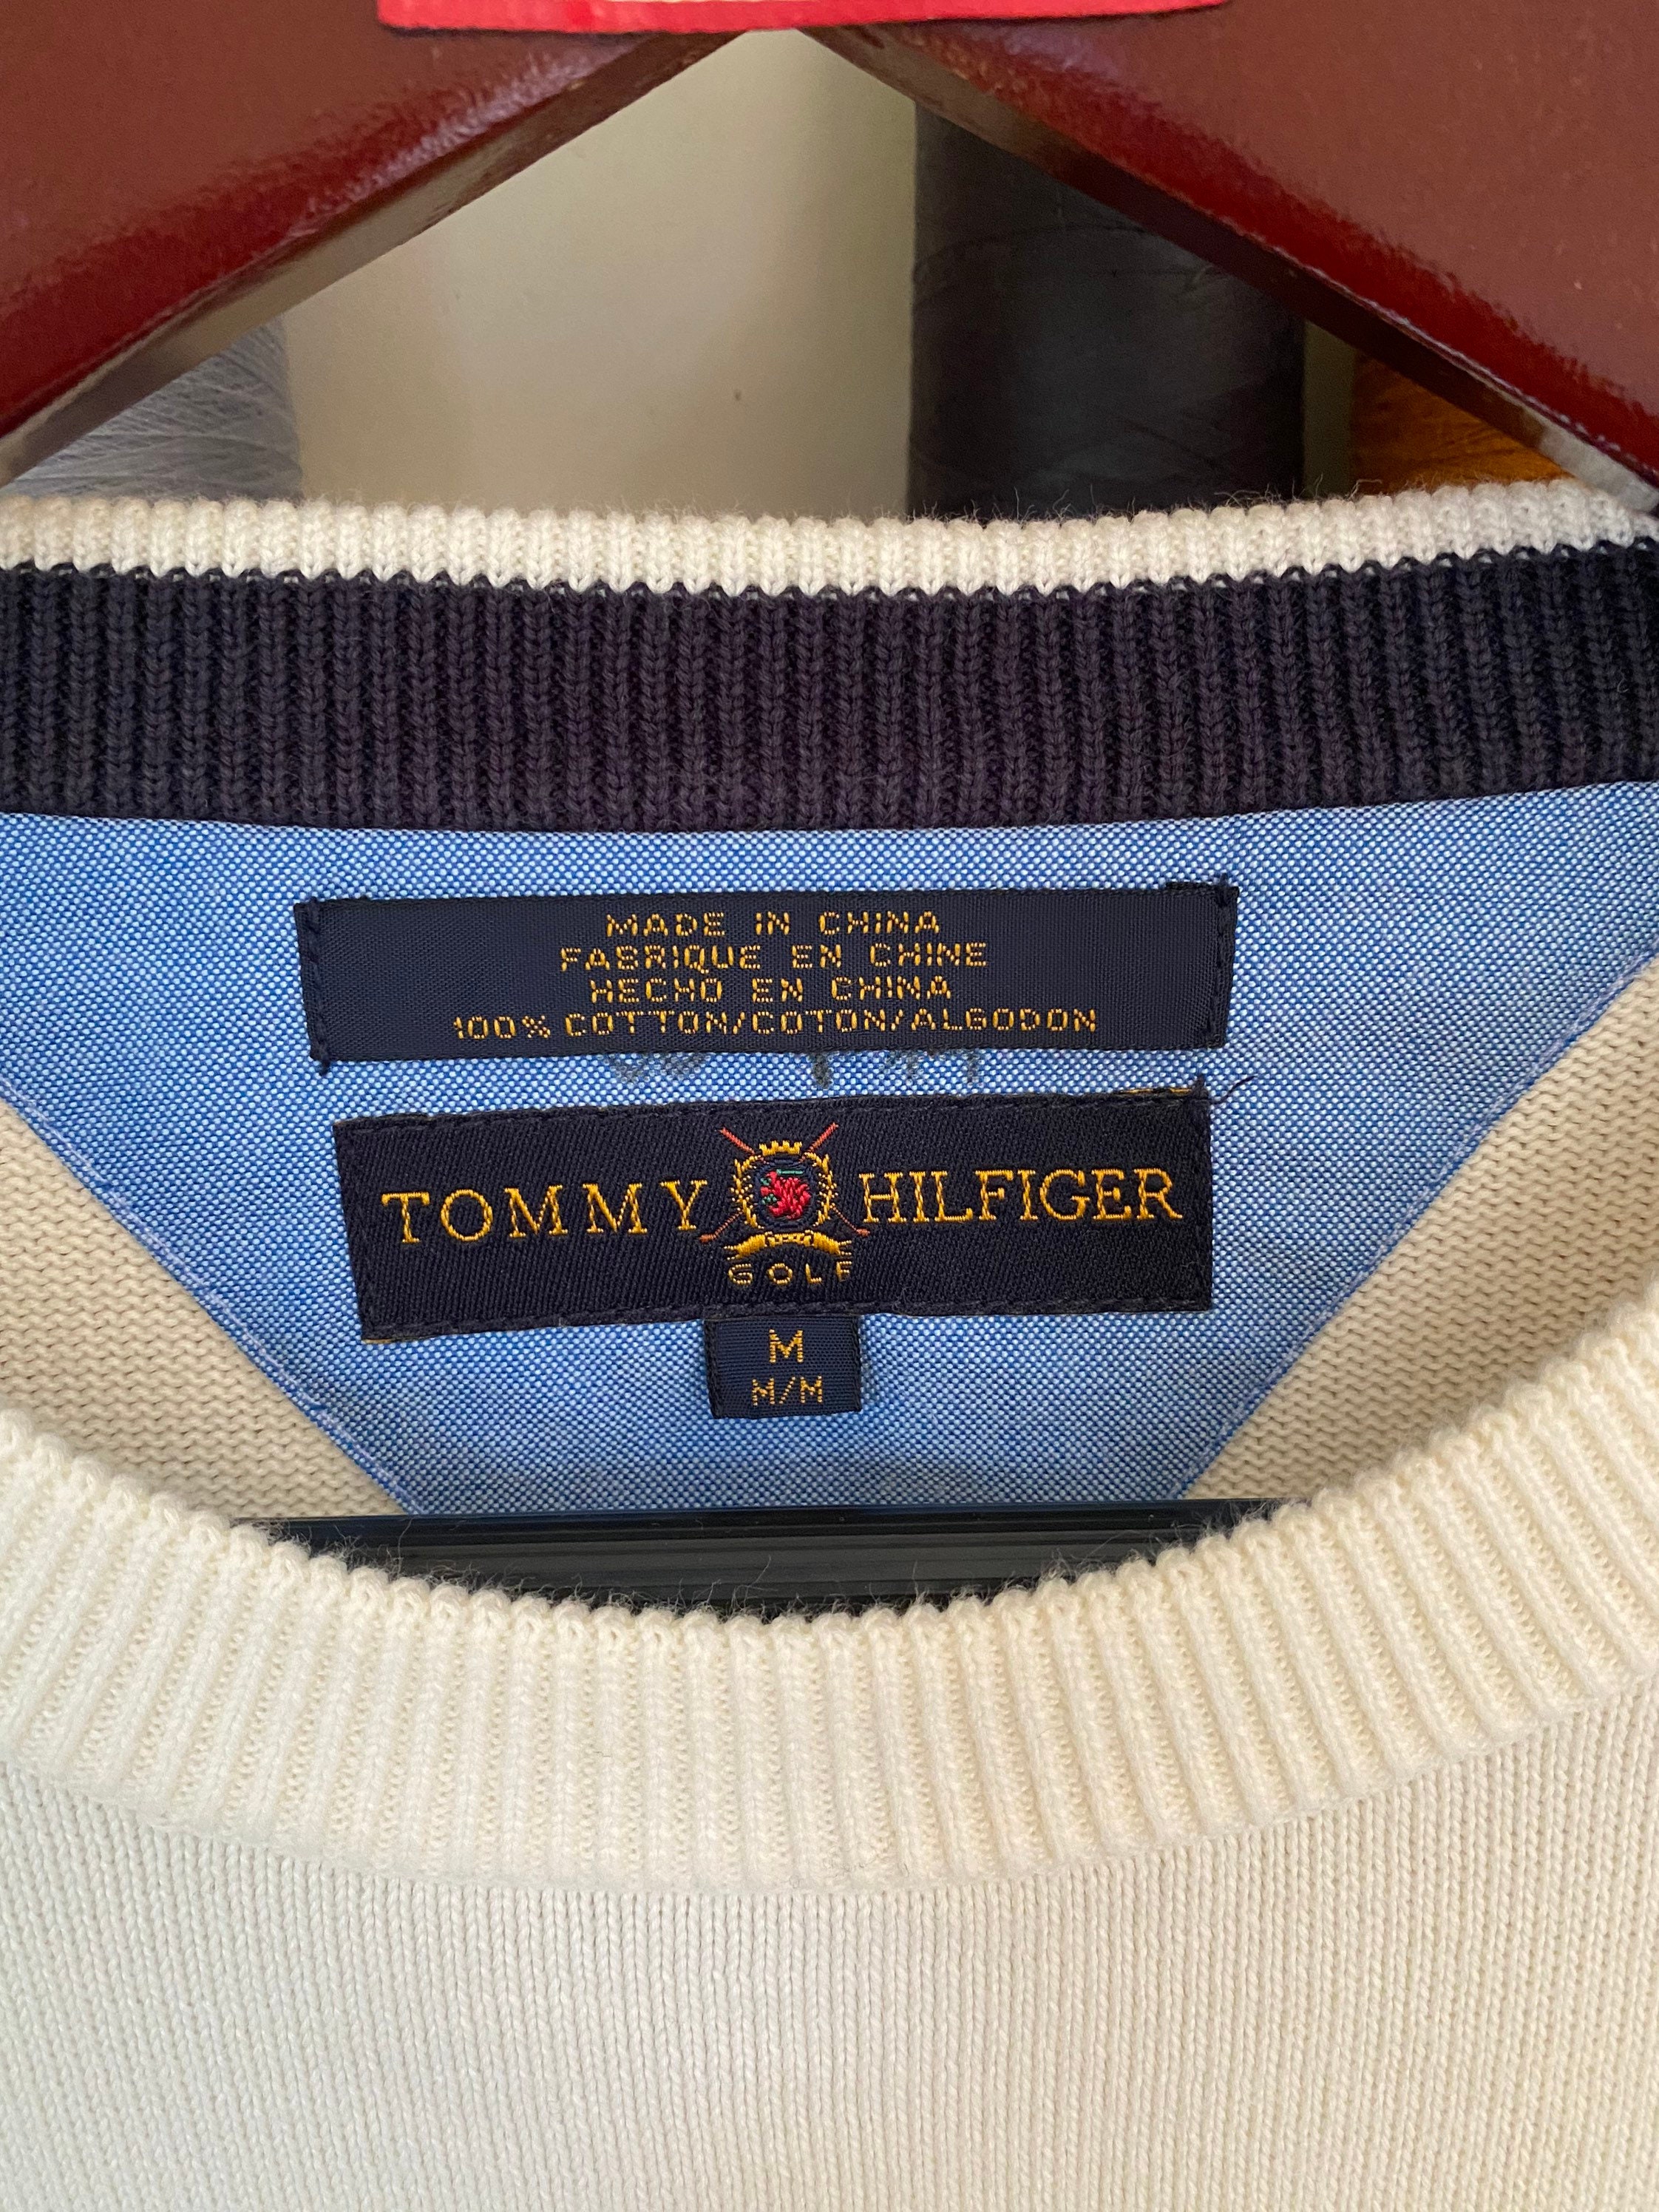 MADE IN CHINA
FABRIQUE EN CHINE
HECHO EN CHINA
100% COTTON/COTON/ALGODON
TOMMY HILFIGER
GOLF
M
M/M